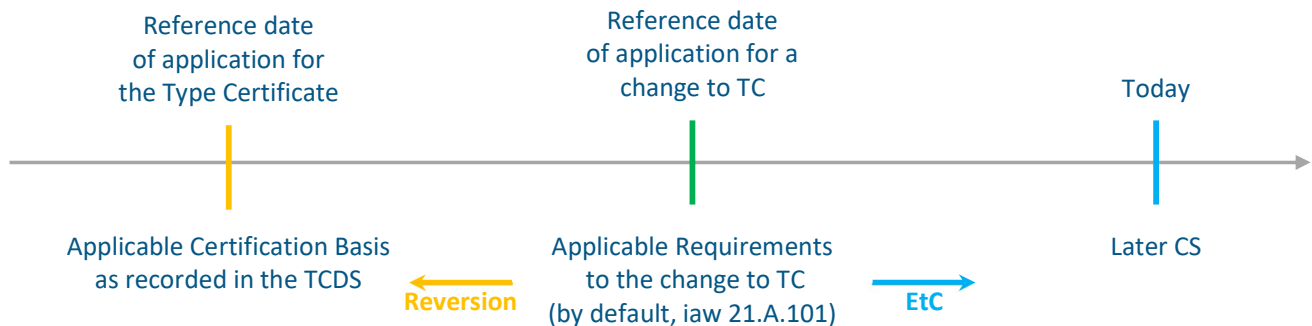 Reference date
of application for
the Type Certificate
Reference date
of application for a
change to TC
Today
Applicable Certification Basis
as recorded in the TCDS
Reversion
Applicable Requirements
to the change to TC
(by default, iaw 21.A.101)
EtC
Later CS